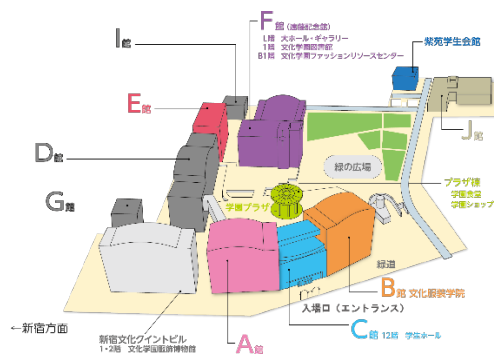 I館
F館（遠藤記念館）
L階 大ホール・ギャラリー
1階 文化学園図書館
B1階 文化学園ファッションリソースセンター
紫苑学生会館
E館
J館
D館
緑の広場
プラザ棟
学園食堂
学園ショップ
G館
学園プラザ
緑道
B館 文化服装学院
入場口（エントランス）
C館 12階 学生ホール
A館
新宿文化クイントビル
1・2階 文化学園服飾博物館
←新宿方面